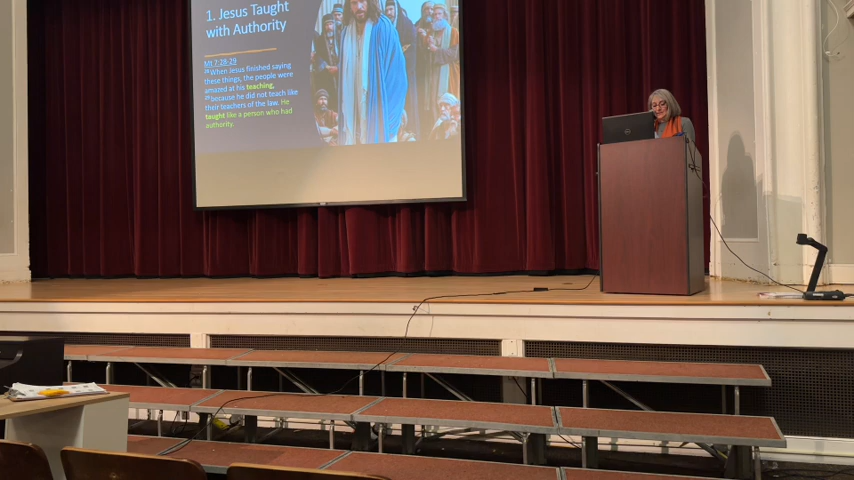 1. Jesus Taught
with Authority
Mt 7:28-29
28 When Jesus finished saying
these things, the people were
amazed at his teaching,
29 because he did not teach like
their teachers of the law. He
taught like a person who had
authority.
DELL